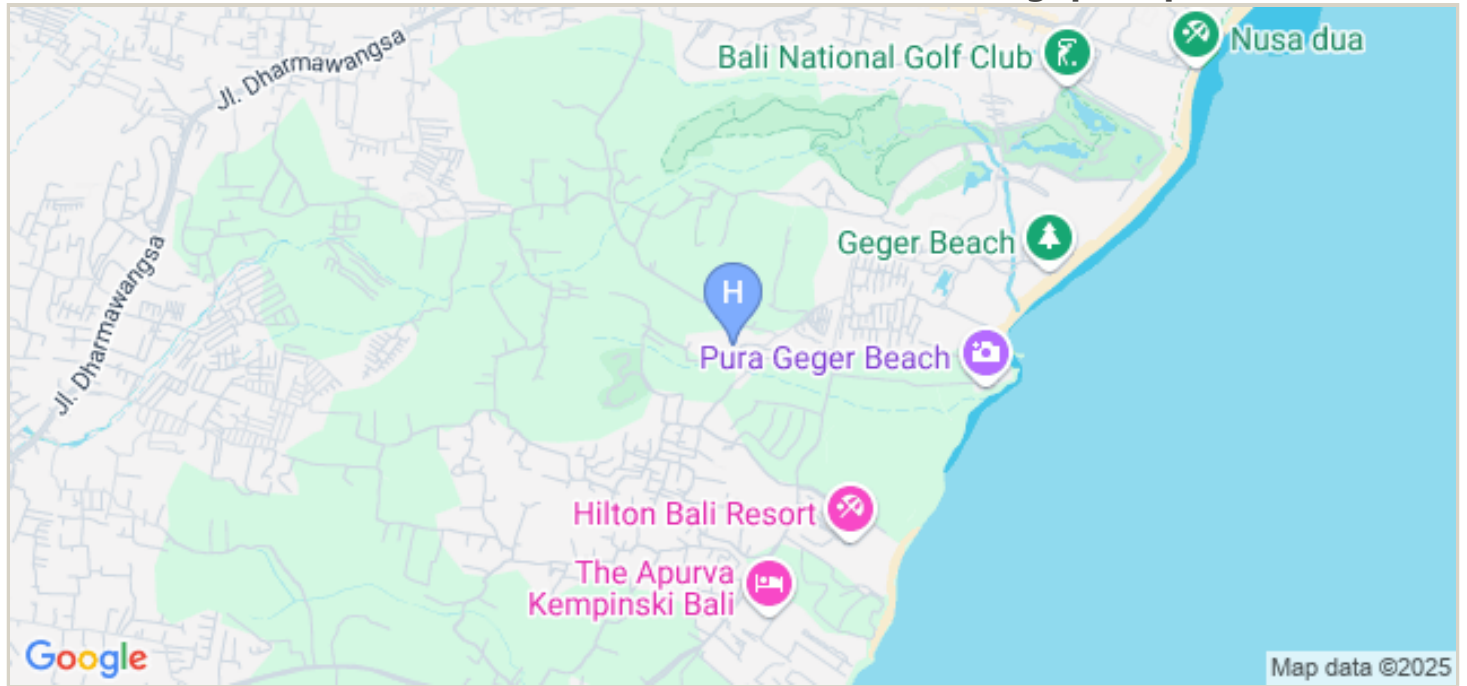 Jl. Dharmawangsa
Bali National Golf Club
Nusa dua
Geger Beach
H
Jl. Dharmawangsa
Pura Geger Beach
Hilton Bali Resort
The Apurva
Kempinski Bali
Google
Map data ©2025